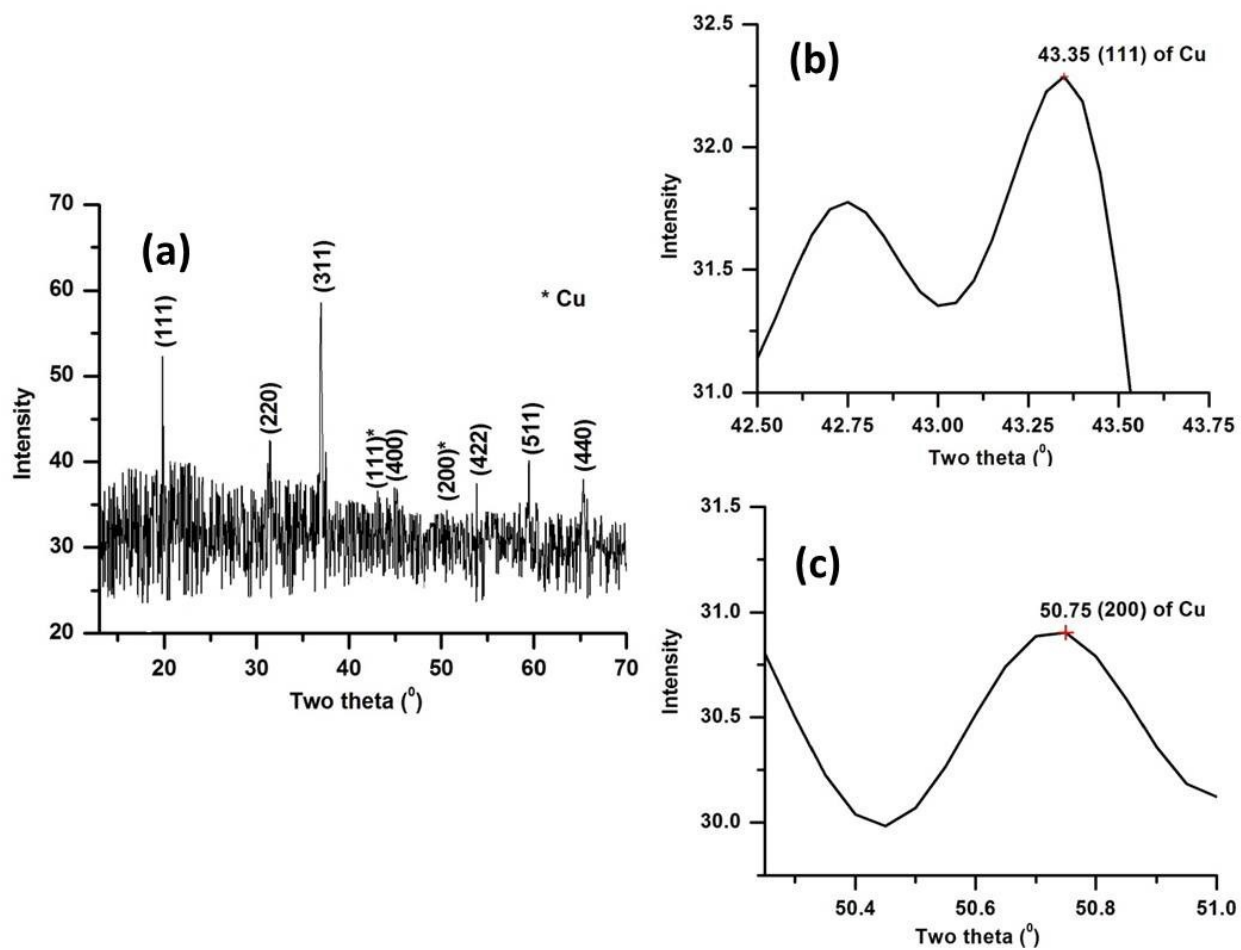 (a)
70
60
50
40
30
20
Intensity
(111)
(220)
(311)
(111)*
(400)
(200)*
(422)
(511)
(440)
* Cu
20 30 40 50 60 70
Two theta (⁰)
(b)
43.35 (111) of Cu
32.5
32.0
31.5
31.0
Intensity
42.50 42.75 43.00 43.25 43.50 43.75
Two theta (⁰)
(c)
50.75 (200) of Cu
31.5
31.0
30.5
30.0
Intensity
50.4 50.6 50.8 51.0
Two theta (⁰)